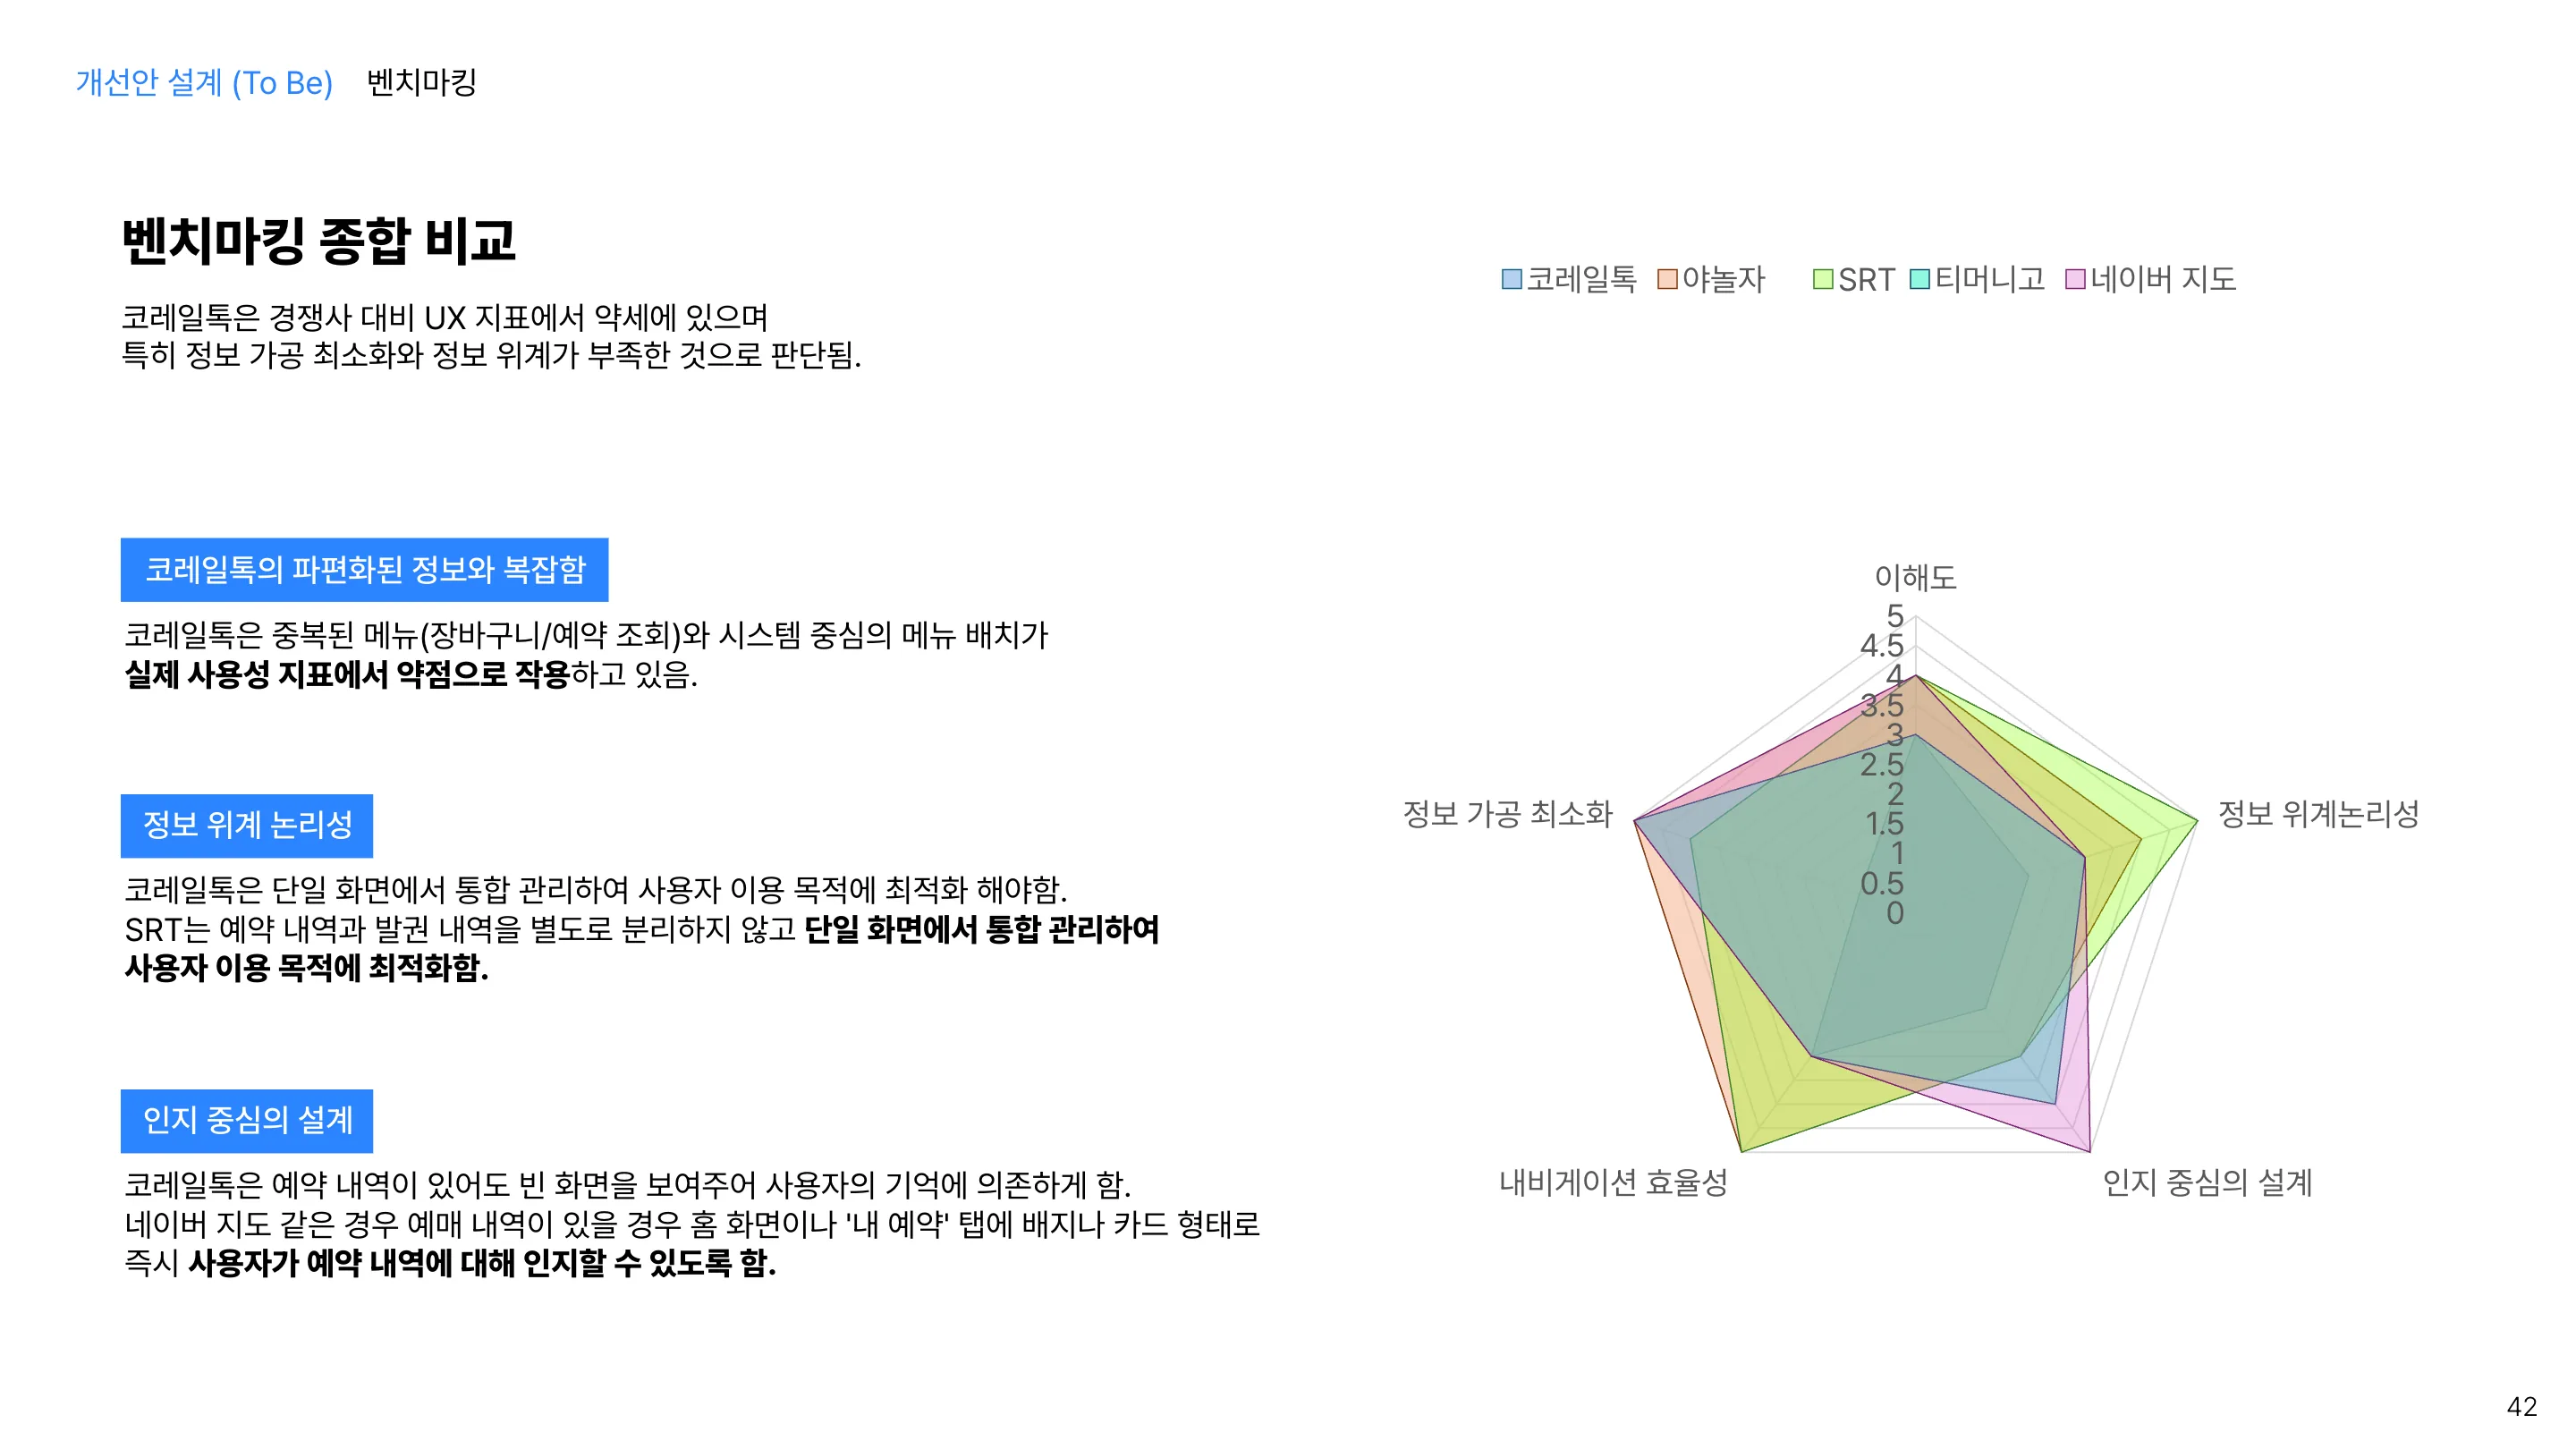 개선안 설계 (To Be) 벤치마킹
벤치마킹 종합 비교
코레일톡은 경쟁사 대비 UX 지표에서 약세에 있으며
특히 정보 가공 최소화와 정보 위계가 부족한 것으로 판단됨.
코레일톡의 파편화된 정보와 복잡함
코레일톡은 중복된 메뉴(장바구니/예약 조회)와 시스템 중심의 메뉴 배치가
실제 사용성 지표에서 약점으로 작용하고 있음.
정보 위계 논리성
코레일톡은 단일 화면에서 통합 관리하여 사용자 이용 목적에 최적화 해야함.
SRT는 예약 내역과 발권 내역을 별도로 분리하지 않고 단일 화면에서 통합 관리하여
사용자 이용 목적에 최적화함.
인지 중심의 설계
코레일톡은 예약 내역이 있어도 빈 화면을 보여주어 사용자의 기억에 의존하게 함.
네이버 지도 같은 경우 예매 내역이 있을 경우 홈 화면이나 '내 예약' 탭에 배지나 카드 형태로
즉시 사용자가 예약 내역에 대해 인지할 수 있도록 함.
코레일톡 야놀자 SRT 티머니고 네이버 지도
이해도
5
4.5
4
3.5
3
2.5
2
1.5
1
0.5
0
정보 가공 최소화
정보 위계논리성
내비게이션 효율성
인지 중심의 설계
42